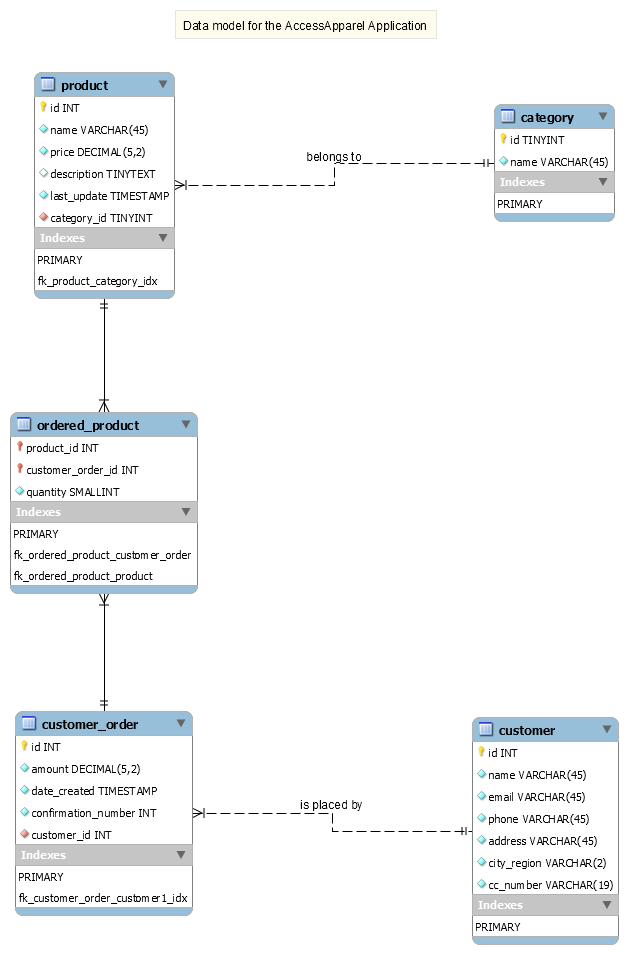 Data model for the AccessApparel Application
product
id INT
name VARCHAR(45)
price DECIMAL(5,2)
description TINYTEXT
last_update TIMESTAMP
category_id TINYINT
Indexes
PRIMARY
fk_product_category_idx
belongs to
category
id TINYINT
name VARCHAR(45)
Indexes
PRIMARY
ordered_product
product_id INT
customer_order_id INT
quantity SMALLINT
Indexes
PRIMARY
fk_ordered_product_customer_order
fk_ordered_product_product
customer_order
id INT
amount DECIMAL(5,2)
date_created TIMESTAMP
confirmation_number INT
customer_id INT
Indexes
PRIMARY
fk_customer_order_customer1_idx
is placed by
customer
id INT
name VARCHAR(45)
email VARCHAR(45)
phone VARCHAR(45)
address VARCHAR(45)
city_region VARCHAR(2)
cc_number VARCHAR(19)
Indexes
PRIMARY